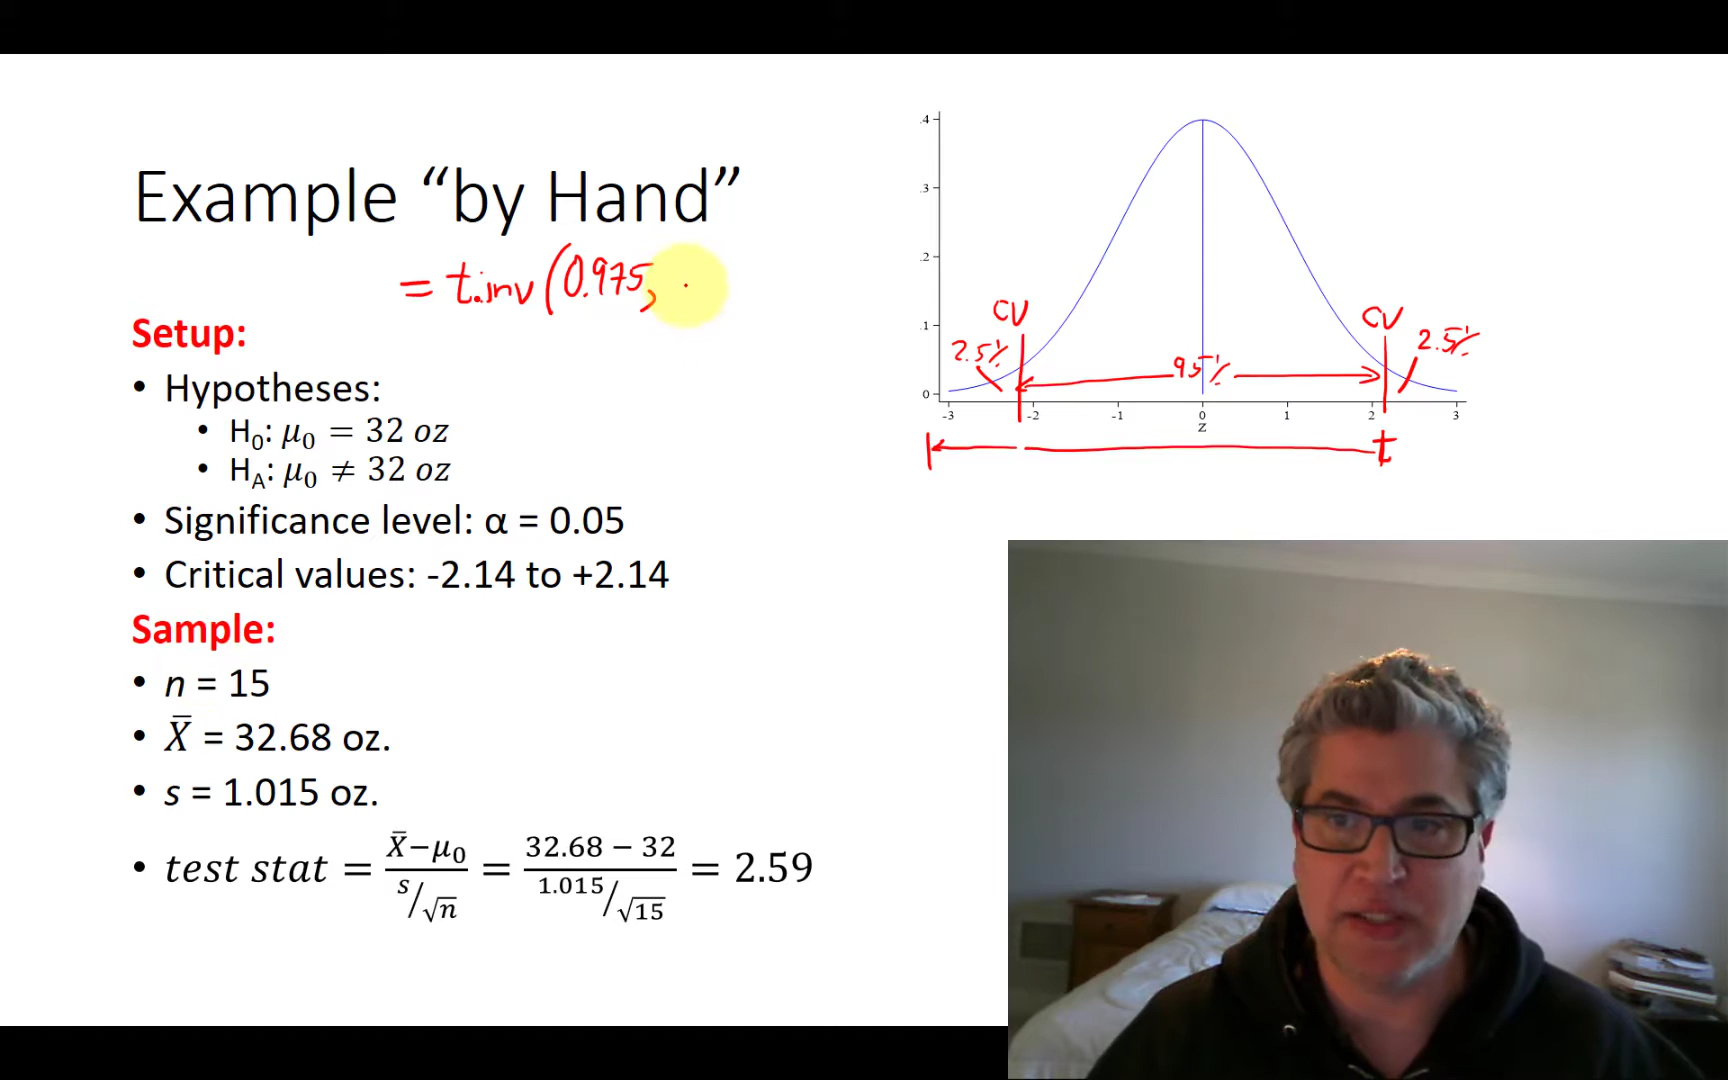 Example “by Hand”
= t.inv(0.975,
Setup:
• Hypotheses:
• H₀: μ₀ = 32 oz
• H_A: μ₀ ≠ 32 oz
• Significance level: α = 0.05
• Critical values: -2.14 to +2.14
Sample:
• n = 15
• X̄ = 32.68 oz.
• s = 1.015 oz.
• test stat = X̄−μ₀ / s/√n = 32.68 − 32 / 1.015/√15 = 2.59
.4
.3
.2
.1
0
CV CV
2.5% 95% 2.5%
-3 -2 -1 0 1 2 3
z
t